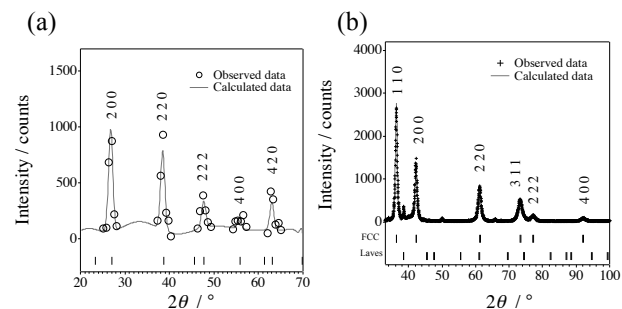 (a)
Intensity / counts
1500
1000
500
0
20 30 40 50 60 70
2θ / °
Observed data
Calculated data
2 0 0
2 2 0
2 2 2
4 0 0
4 2 0
(b)
Intensity / counts
4000
3000
2000
1000
0
FCC
Laves
40 50 60 70 80 90 100
2θ / °
Observed data
Calculated data
1 1 0
2 0 0
2 2 0
3 1 1
2 2 2
4 0 0